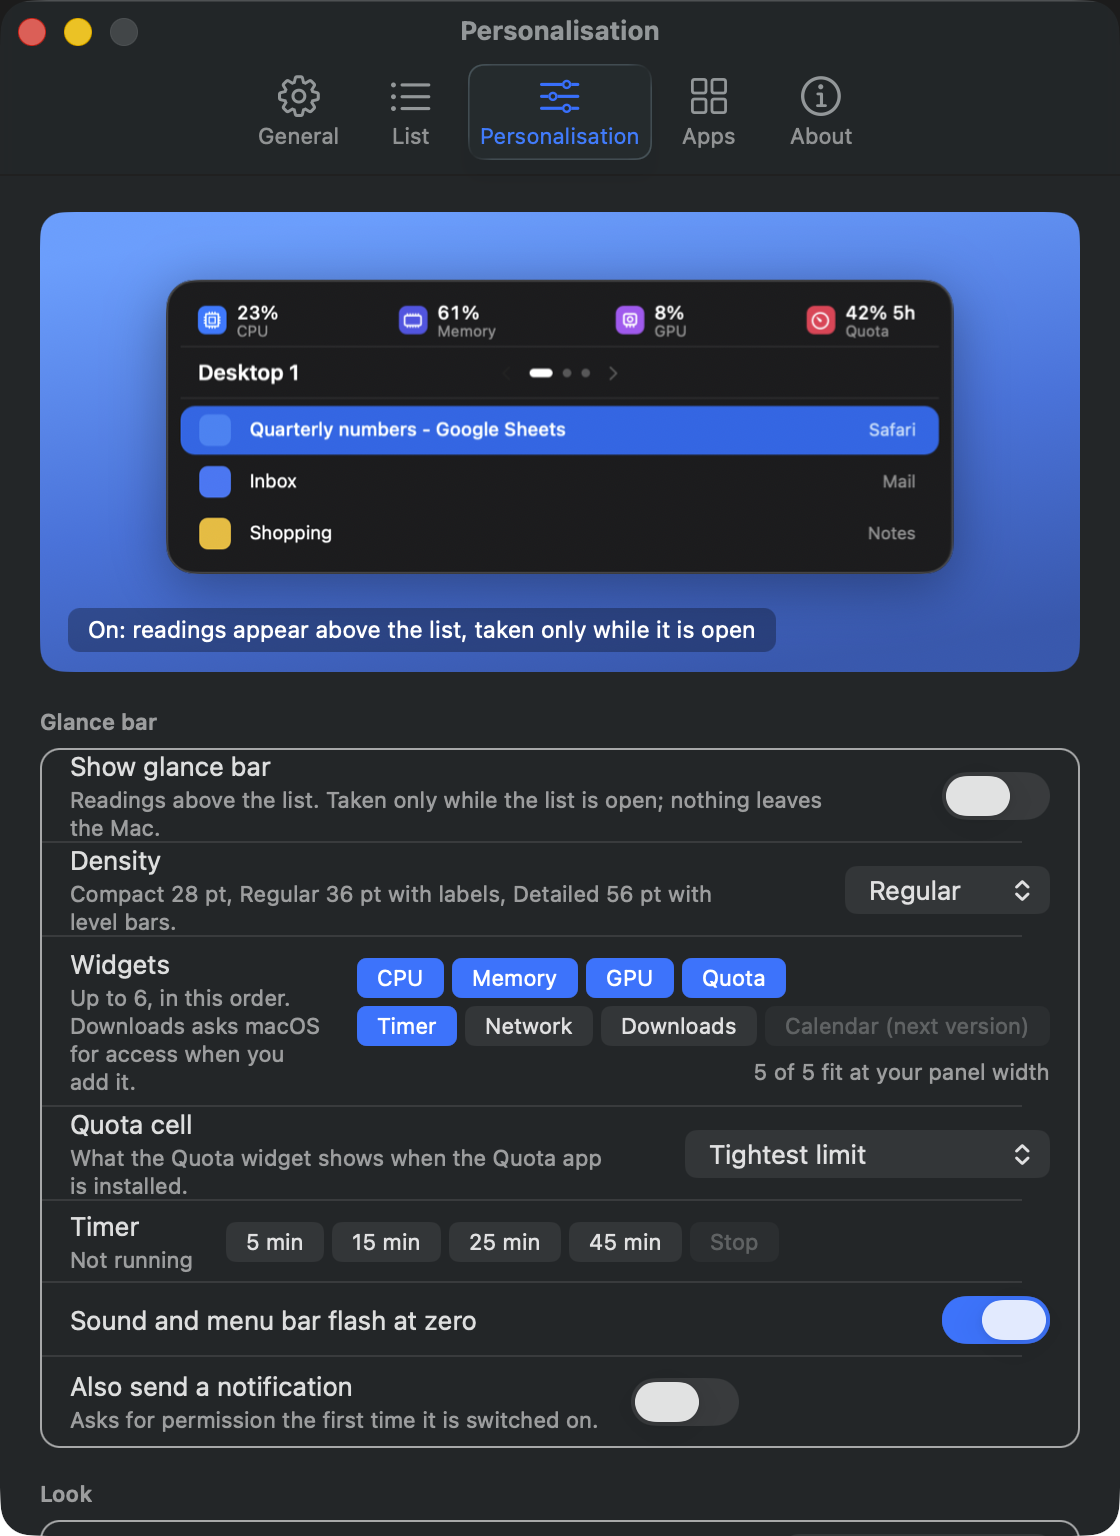 Personalisation
General
List
Personalisation
Apps
About
23%
CPU
61%
Memory
8%
GPU
42% 5h
Quota
Desktop 1
Quarterly numbers - Google Sheets
Safari
Inbox
Mail
Shopping
Notes
On: readings appear above the list, taken only while it is open
Glance bar
Show glance bar
Readings above the list. Taken only while the list is open; nothing leaves
the Mac.
Density
Compact 28 pt, Regular 36 pt with labels, Detailed 56 pt with
level bars.
Regular
Widgets
Up to 6, in this order.
Downloads asks macOS
for access when you
add it.
CPU
Memory
GPU
Quota
Timer
Network
Downloads
Calendar (next version)
5 of 5 fit at your panel width
Quota cell
What the Quota widget shows when the Quota app
is installed.
Tightest limit
Timer
Not running
5 min
15 min
25 min
45 min
Stop
Sound and menu bar flash at zero
Also send a notification
Asks for permission the first time it is switched on.
Look